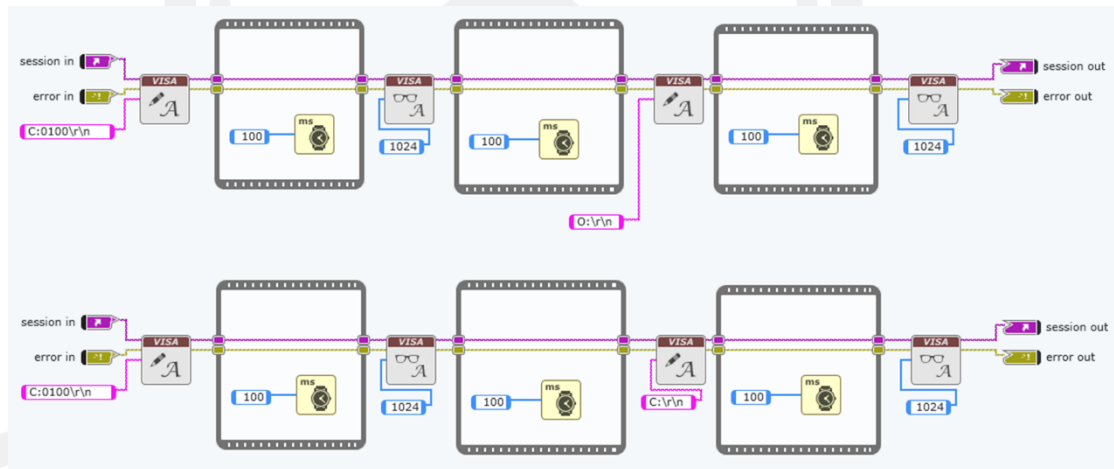 session in
VISA
A
error in
C:0100\r\n
100
ms
VISA
A
1024
100
ms
VISA
A
O:\r\n
100
ms
VISA
A
1024
session out
error out
session in
VISA
A
error in
C:0100\r\n
100
ms
VISA
A
1024
100
ms
VISA
A
C:\r\n
100
ms
VISA
A
1024
session out
error out